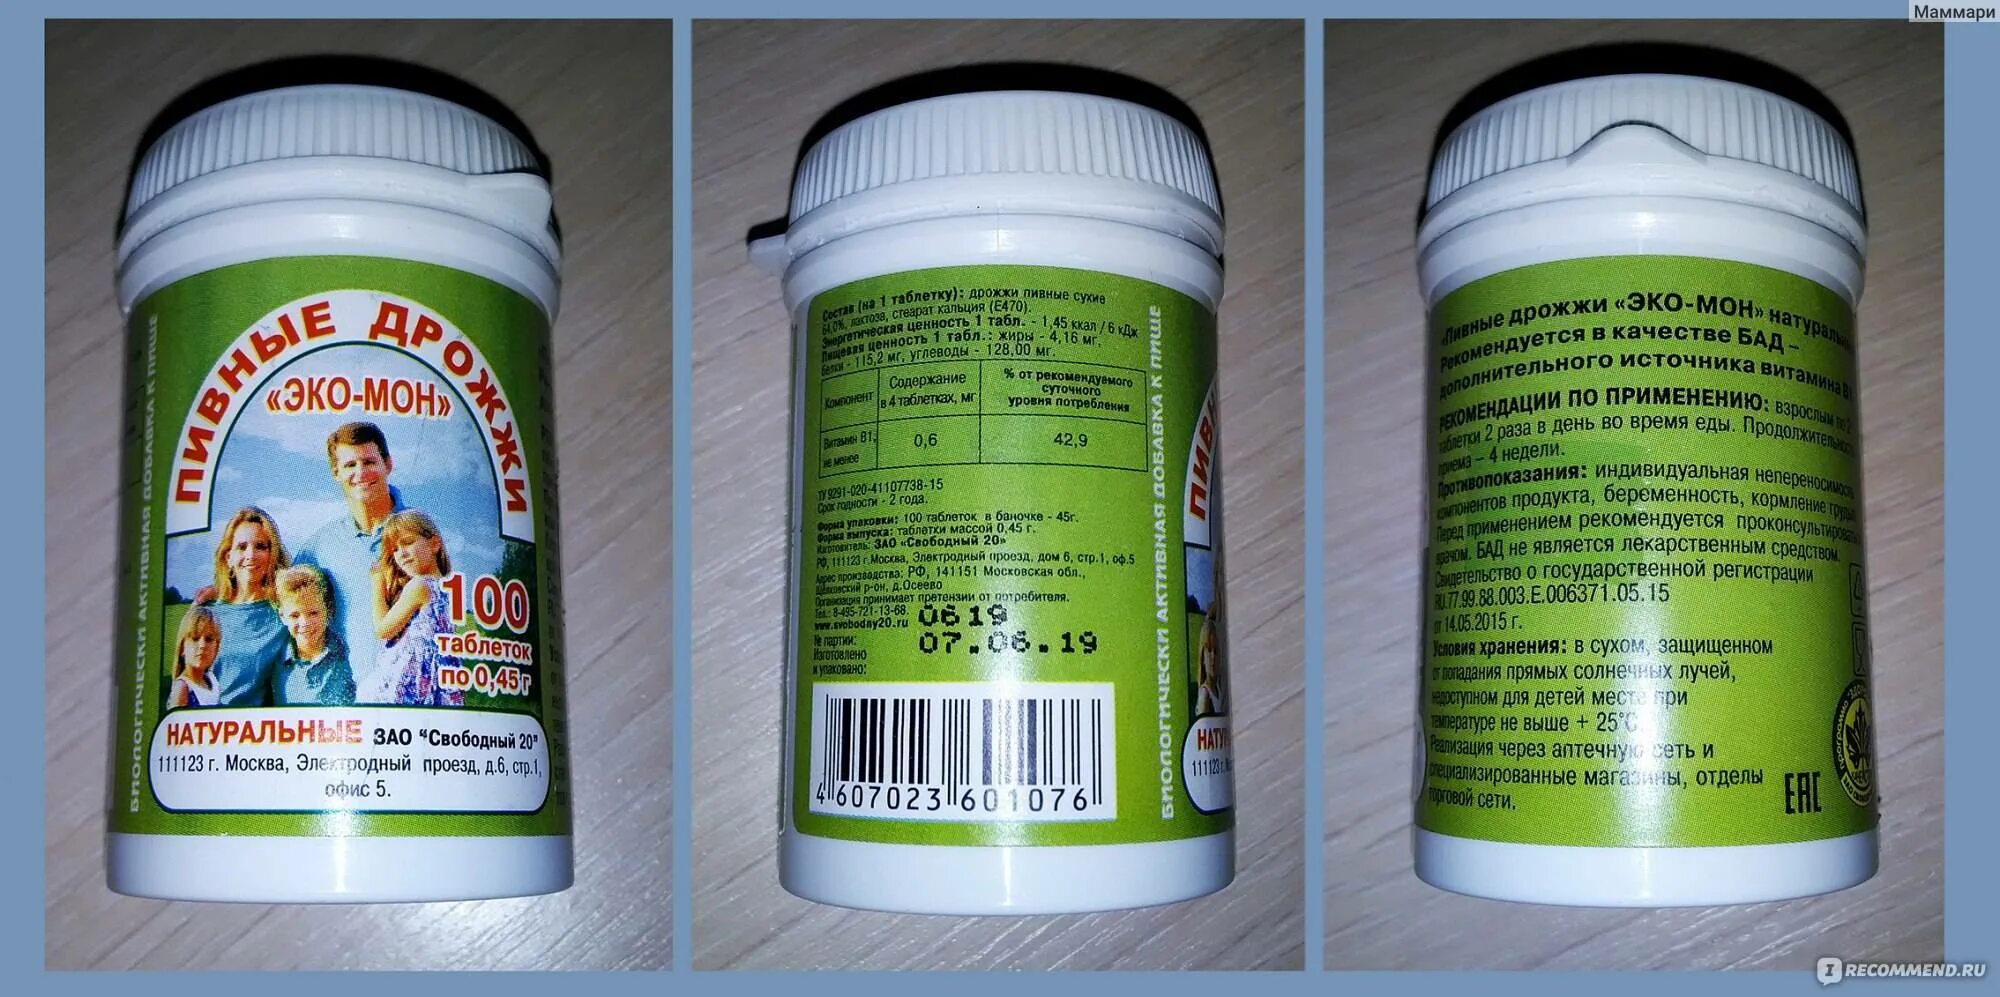 Маммари
ПИВНЫЕ ДРОЖЖИ
«ЭКО-МОН»
100
таблеток
по 0,45 г
НАТУРАЛЬНЫЕ ЗАО "Свободный 20"
111123 г. Москва, Электродный проезд, д.6, стр.1,
офис 5.
БИОЛОГИЧЕСКИ АКТИВНАЯ ДОБАВКА К ПИЩЕ
Состав (на 1 таблетку): дрожжи пивные сухие
64,0%, лактоза, стеарат кальция (Е470).
Энергетическая ценность 1 табл. - 1,45 ккал / 6 кДж
Пищевая ценность 1 табл.: жиры - 4,16 мг.
белки - 115,2 мг, углеводы - 128,00 мг.
Компонент
Содержание
в 4 таблетках, мг
% от рекомендуемого
суточного
уровня потребления
Витамин В1,
не менее
0,6
42,9
ТУ 9291-020-41107738-15
Срок годности - 2 года.
Форма упаковки: 100 таблеток в баночке - 45г.
Форма выпуска: таблетки массой 0,45 г.
Изготовитель: ЗАО «Свободный 20»
РФ, 111123 г.Москва, Электродный проезд, дом 6, стр.1, оф.5
Адрес производства: РФ, 141151 Московская обл.,
Щёлковский р-он, д.Осеево
Организация принимает претензии от потребителя.
Тел.: 8-495-721-13-68.
www.svobodny20.ru
№ партии: 0619
Изготовлено
и упаковано: 07.06.19
4 607023 601076
БИОЛОГИЧЕСКИ АКТИВНАЯ ДОБАВКА К ПИЩЕ
«Пивные дрожжи «ЭКО-МОН»
Рекомендуется в качестве БАД –
дополнительного источника витамина В1
РЕКОМЕНДАЦИИ ПО ПРИМЕНЕНИЮ: взрослым по 2
таблетки 2 раза в день во время еды.
приема – 4 недели.
Противопоказания: индивидуальная
компонентов продукта, беременность, кормление
Перед применением рекомендуется
врачом. БАД не является лекарственным средством.
Свидетельство о государственной регистрации
RU.77.99.88.003.Е.006371.05.15
от 14.05.2015 г.
Условия хранения: в сухом, защищенном
от попадания прямых солнечных лучей,
недоступном для детей месте при
температуре не выше + 25°С
Реализация через аптечную сеть и
специализированные магазины, отделы
торговой сети.
ЕАС
RECOMMEND.RU